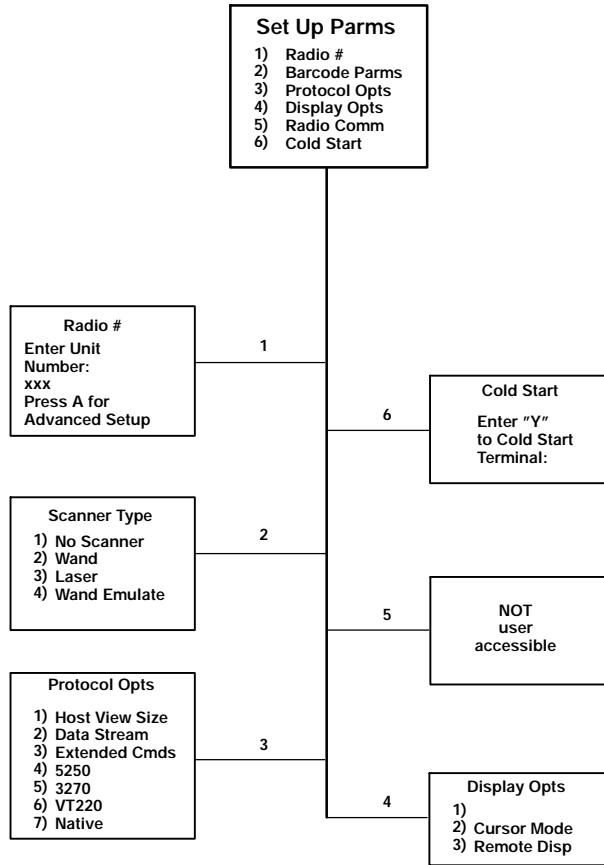 Set Up Parms
1) Radio #
2) Barcode Parms
3) Protocol Opts
4) Display Opts
5) Radio Comm
6) Cold Start
Radio #
Enter Unit
Number:
xxx
Press A for
Advanced Setup
1
Cold Start
Enter "Y"
to Cold Start
Terminal:
6
Scanner Type
1) No Scanner
2) Wand
3) Laser
4) Wand Emulate
2
NOT
user
accessible
5
Protocol Opts
1) Host View Size
2) Data Stream
3) Extended Cmds
4) 5250
5) 3270
6) VT220
7) Native
3
Display Opts
1)
2) Cursor Mode
3) Remote Disp
4